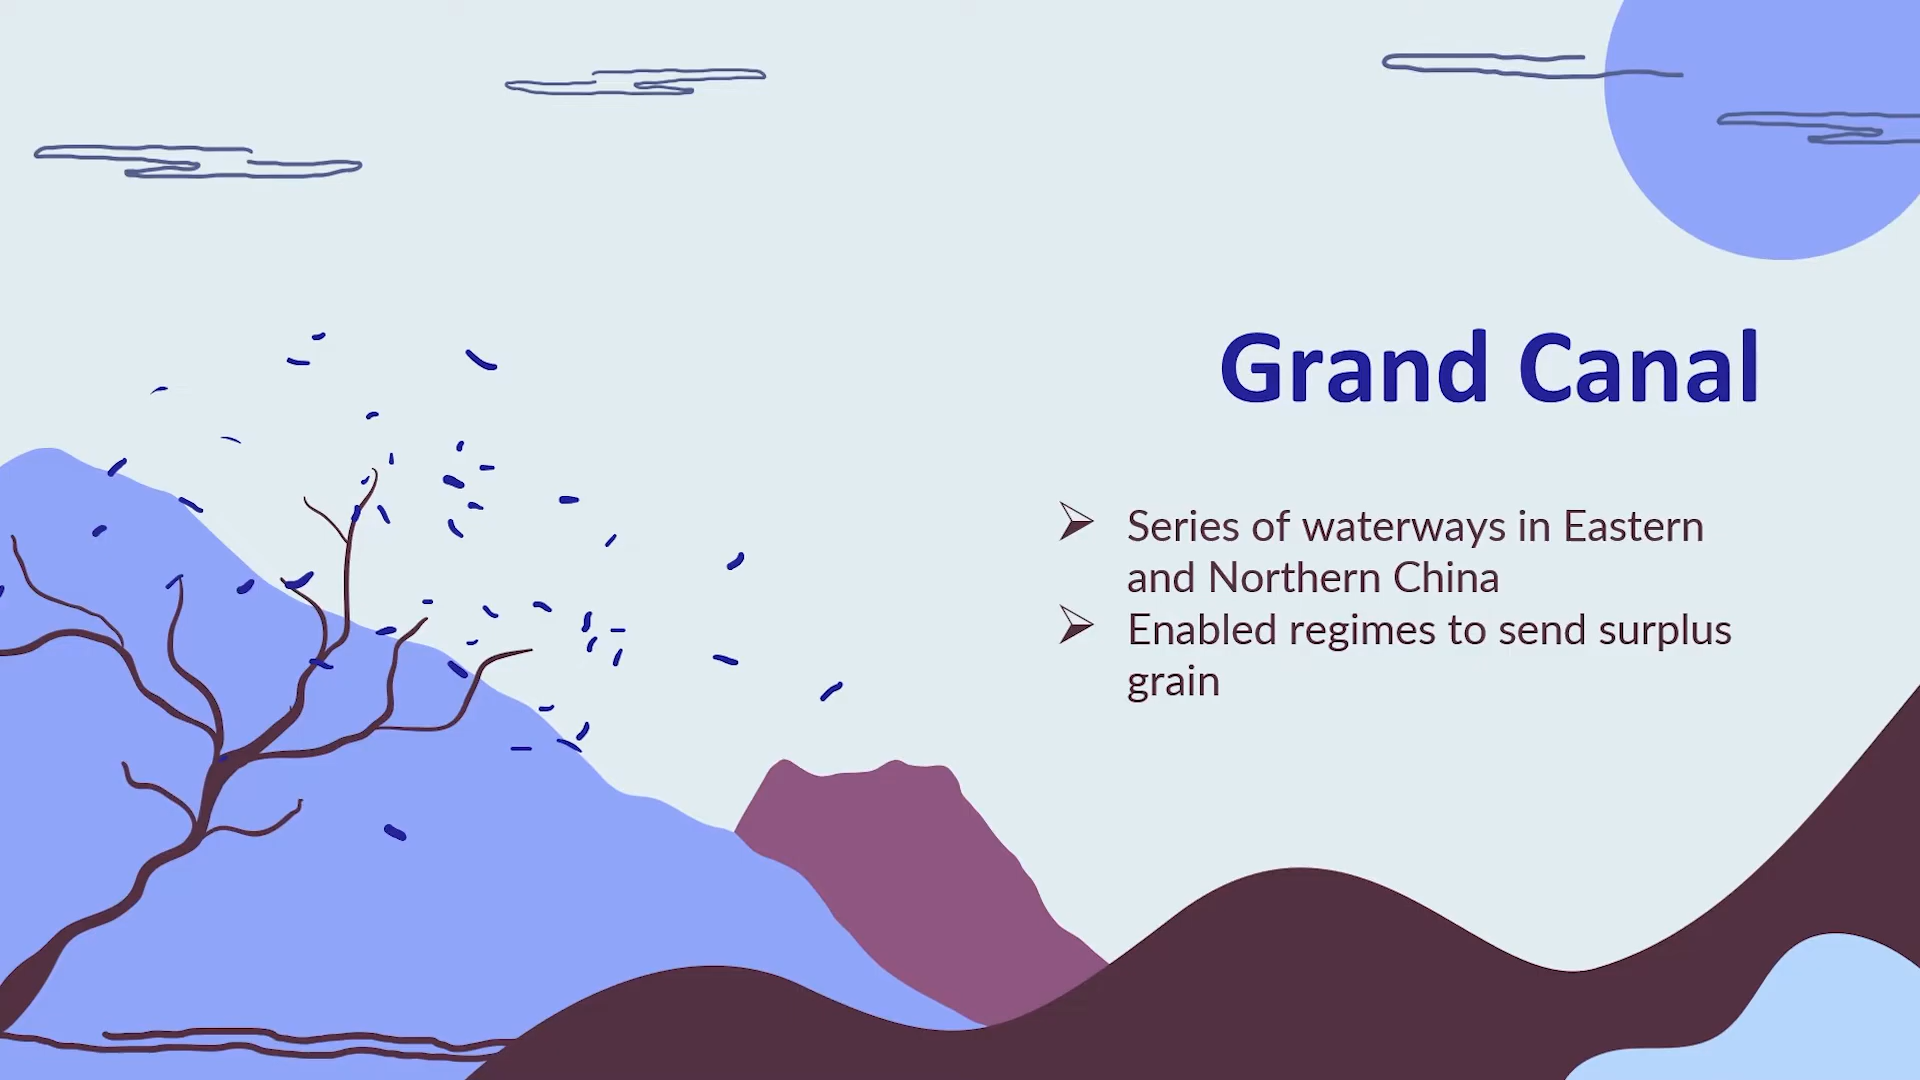 Grand Canal
Series of waterways in Eastern
and Northern China
Enabled regimes to send surplus
grain